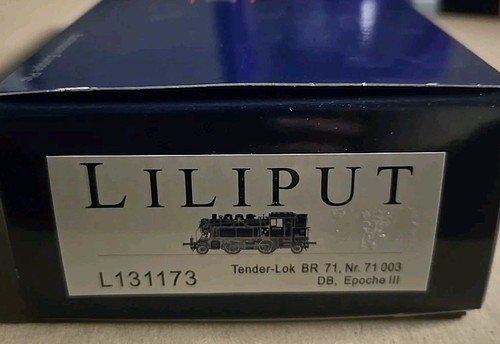 LILIPUT
L131173
Tender-Lok BR 71, Nr. 71 003
DB, Epoche III